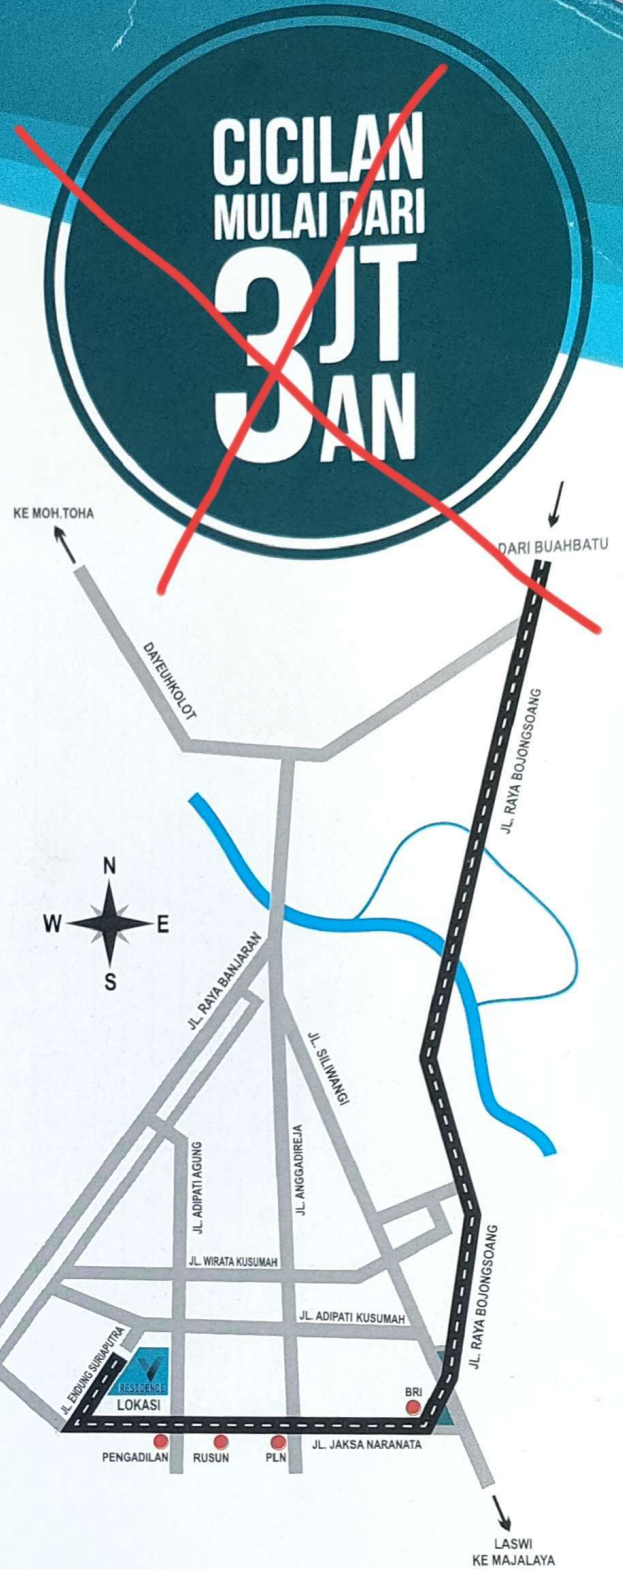 CICILAN
MULAI DARI
3JT
AN
KE MOH.TOHA
DARI BUAHBATU
DAYEUHKOLOT
JL. RAYA BOJONGSOANG
N
W
E
S
JL. RAYA BANJARAN
JL. SILIWANGI
JL. ADIPATI AGUNG
JL. ANGGADIREJA
JL. WIRATA KUSUMAH
JL. RAYA BOJONGSOANG
JL. ADIPATI KUSUMAH
JL. ENDUNG SURIAPUTRA
V
RESIDENCE
LOKASI
BRI
PENGADILAN
RUSUN
PLN
JL. JAKSA NARANATA
LASWI
KE MAJALAYA